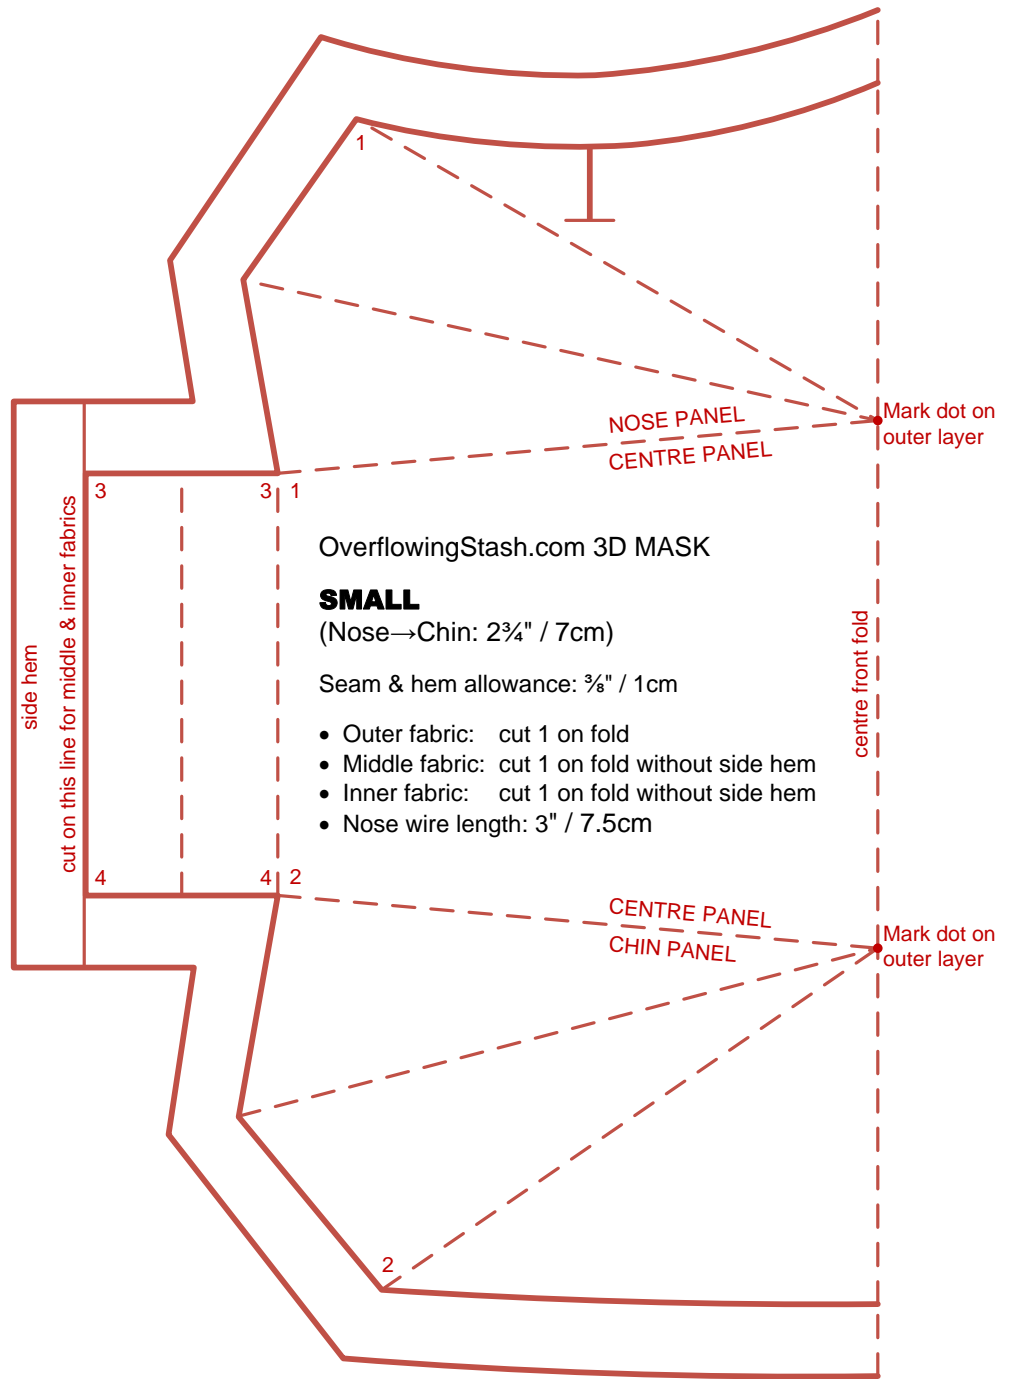 1
NOSE PANEL
CENTRE PANEL
Mark dot on
outer layer
3
3
1
OverflowingStash.com 3D MASK
SMALL
(Nose→Chin: 2¾" / 7cm)
Seam & hem allowance: ⅜" / 1cm
• Outer fabric: cut 1 on fold
• Middle fabric: cut 1 on fold without side hem
• Inner fabric: cut 1 on fold without side hem
• Nose wire length: 3" / 7.5cm
side hem
cut on this line for middle & inner fabrics
centre front fold
4
4
2
CENTRE PANEL
CHIN PANEL
Mark dot on
outer layer
2